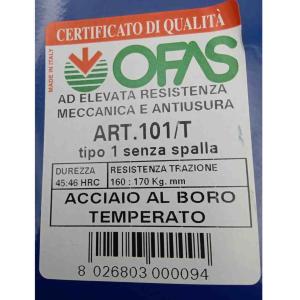 CERTIFICATO DI QUALITÀ
MADE IN ITALY
OFAS
AD ELEVATA RESISTENZA
MECCANICA E ANTIUSURA
ART.101/T
tipo 1 senza spalla
DUREZZA
45:46 HRC
RESISTENZA TRAZIONE
160 : 170 Kg. mm
ACCIAIO AL BORO
TEMPERATO
8 026803 000094